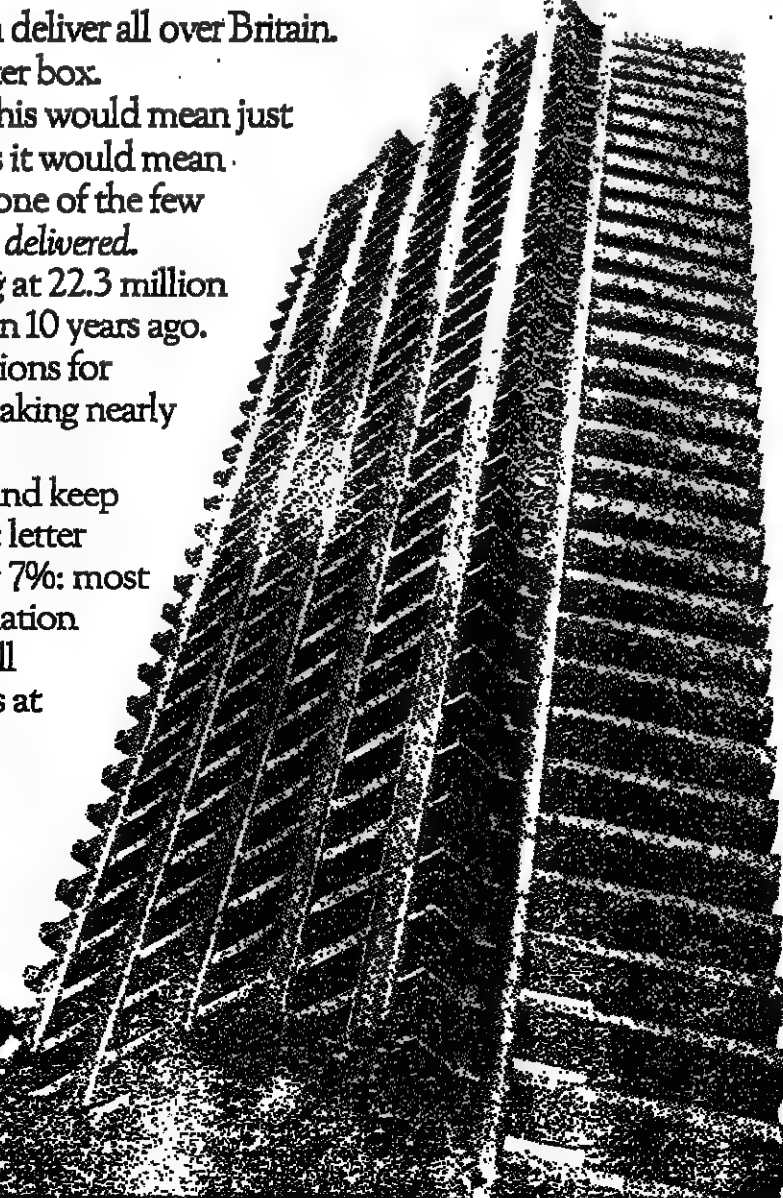 deliver all over Britain.
er box.
his would mean just
it would mean
one of the few
delivered.
at 22.3 million
n 10 years ago.
ions for
aking nearly
nd keep
letter
7%: most
ation
ll
s at